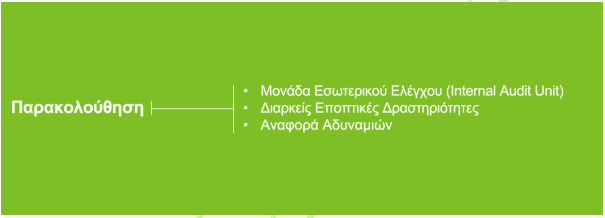 Παρακολούθηση
• Μονάδα Εσωτερικού Ελέγχου (Internal Audit Unit)
• Διαρκείς Εποπτικές Δραστηριότητες
• Αναφορά Αδυναμιών